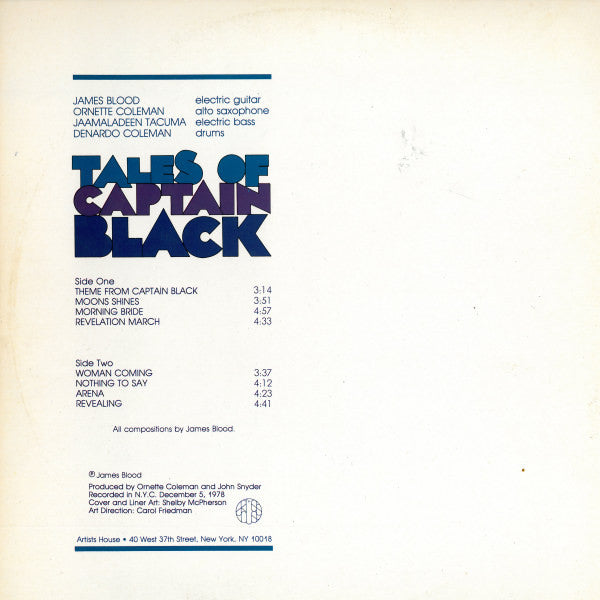 JAMES BLOOD electric guitar
ORNETTE COLEMAN alto saxophone
JAAMALADEEN TACUMA electric bass
DENARDO COLEMAN drums
TALES OF
CAPTAIN
BLACK
Side One
THEME FROM CAPTAIN BLACK 3:14
MOONS SHINES 3:51
MORNING BRIDE 4:57
REVELATION MARCH 4:33
Side Two
WOMAN COMING 3:37
NOTHING TO SAY 4:12
ARENA 4:23
REVEALING 4:41
All compositions by James Blood.
℗ James Blood
Produced by Ornette Coleman and John Snyder
Recorded in N.Y.C. December 5, 1978
Cover and Liner Art: Shelby McPherson
Art Direction: Carol Friedman
Artists House • 40 West 37th Street, New York, NY 10018